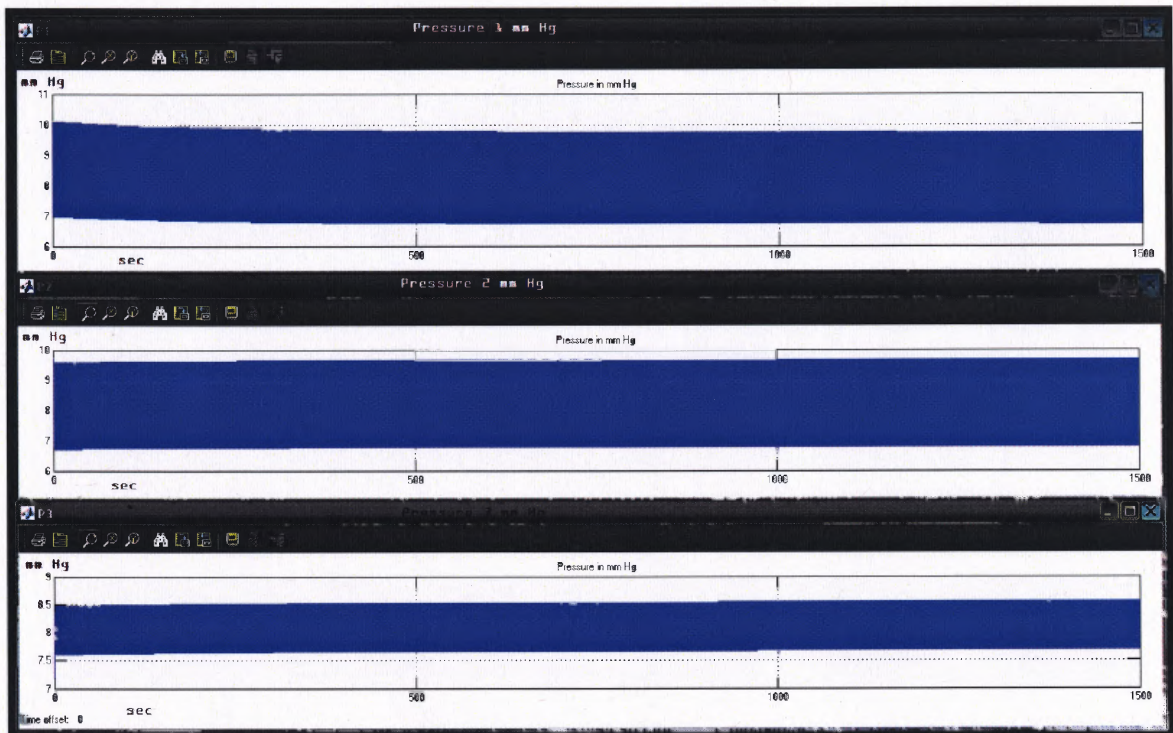 P1 Pressure 1 mm Hg
mm Hg Pressure in mm Hg
11
10
9
8
7
6
0 500 1000 1500
sec
P2 Pressure 2 mm Hg
mm Hg Pressure in mm Hg
10
9
8
7
6
0 500 1000 1500
sec
P3 Pressure 3 mm Hg
mm Hg Pressure in mm Hg
9
8.5
8
7.5
7
0 500 1000 1500
sec
Time offset: 0